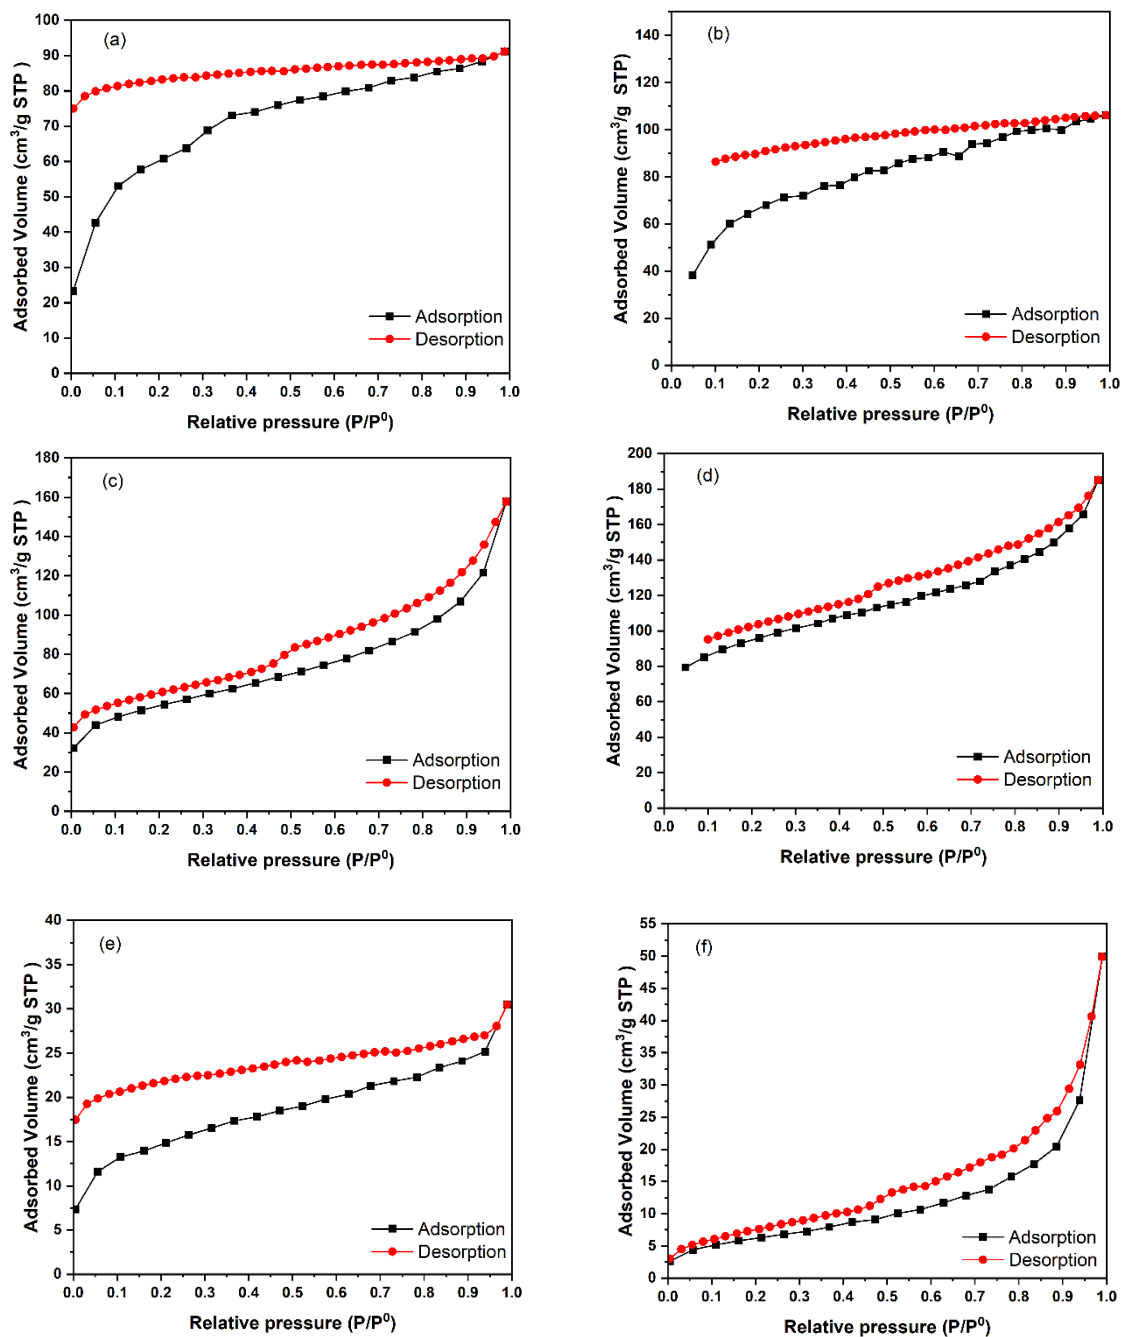 (a)
Adsorbed Volume (cm³/g STP )
100
90
80
70
60
50
40
30
20
10
0
0.0 0.1 0.2 0.3 0.4 0.5 0.6 0.7 0.8 0.9 1.0
Relative pressure (P/P⁰)
Adsorption
Desorption
(b)
Adsorbed Volume (cm³/g STP)
140
120
100
80
60
40
20
0
0.0 0.1 0.2 0.3 0.4 0.5 0.6 0.7 0.8 0.9 1.0
Relative pressure (P/P⁰)
Adsorption
Desorption
(c)
Adsorbed Volume (cm³/g STP )
180
160
140
120
100
80
60
40
20
0
0.0 0.1 0.2 0.3 0.4 0.5 0.6 0.7 0.8 0.9 1.0
Relative pressure (P/P⁰)
Adsorption
Desorption
(d)
Adsorbed Volume (cm³/g STP )
200
180
160
140
120
100
80
60
40
20
0
0.0 0.1 0.2 0.3 0.4 0.5 0.6 0.7 0.8 0.9 1.0
Relative pressure (P/P⁰)
Adsorption
Desorption
(e)
Adsorbed Volume (cm³/g STP )
40
35
30
25
20
15
10
5
0
0.0 0.1 0.2 0.3 0.4 0.5 0.6 0.7 0.8 0.9 1.0
Relative pressure (P/P⁰)
Adsorption
Desorption
(f)
Adsorbed Volume (cm³/g STP )
55
50
45
40
35
30
25
20
15
10
5
0
0.0 0.1 0.2 0.3 0.4 0.5 0.6 0.7 0.8 0.9 1.0
Relative pressure (P/P⁰)
Adsorption
Desorption